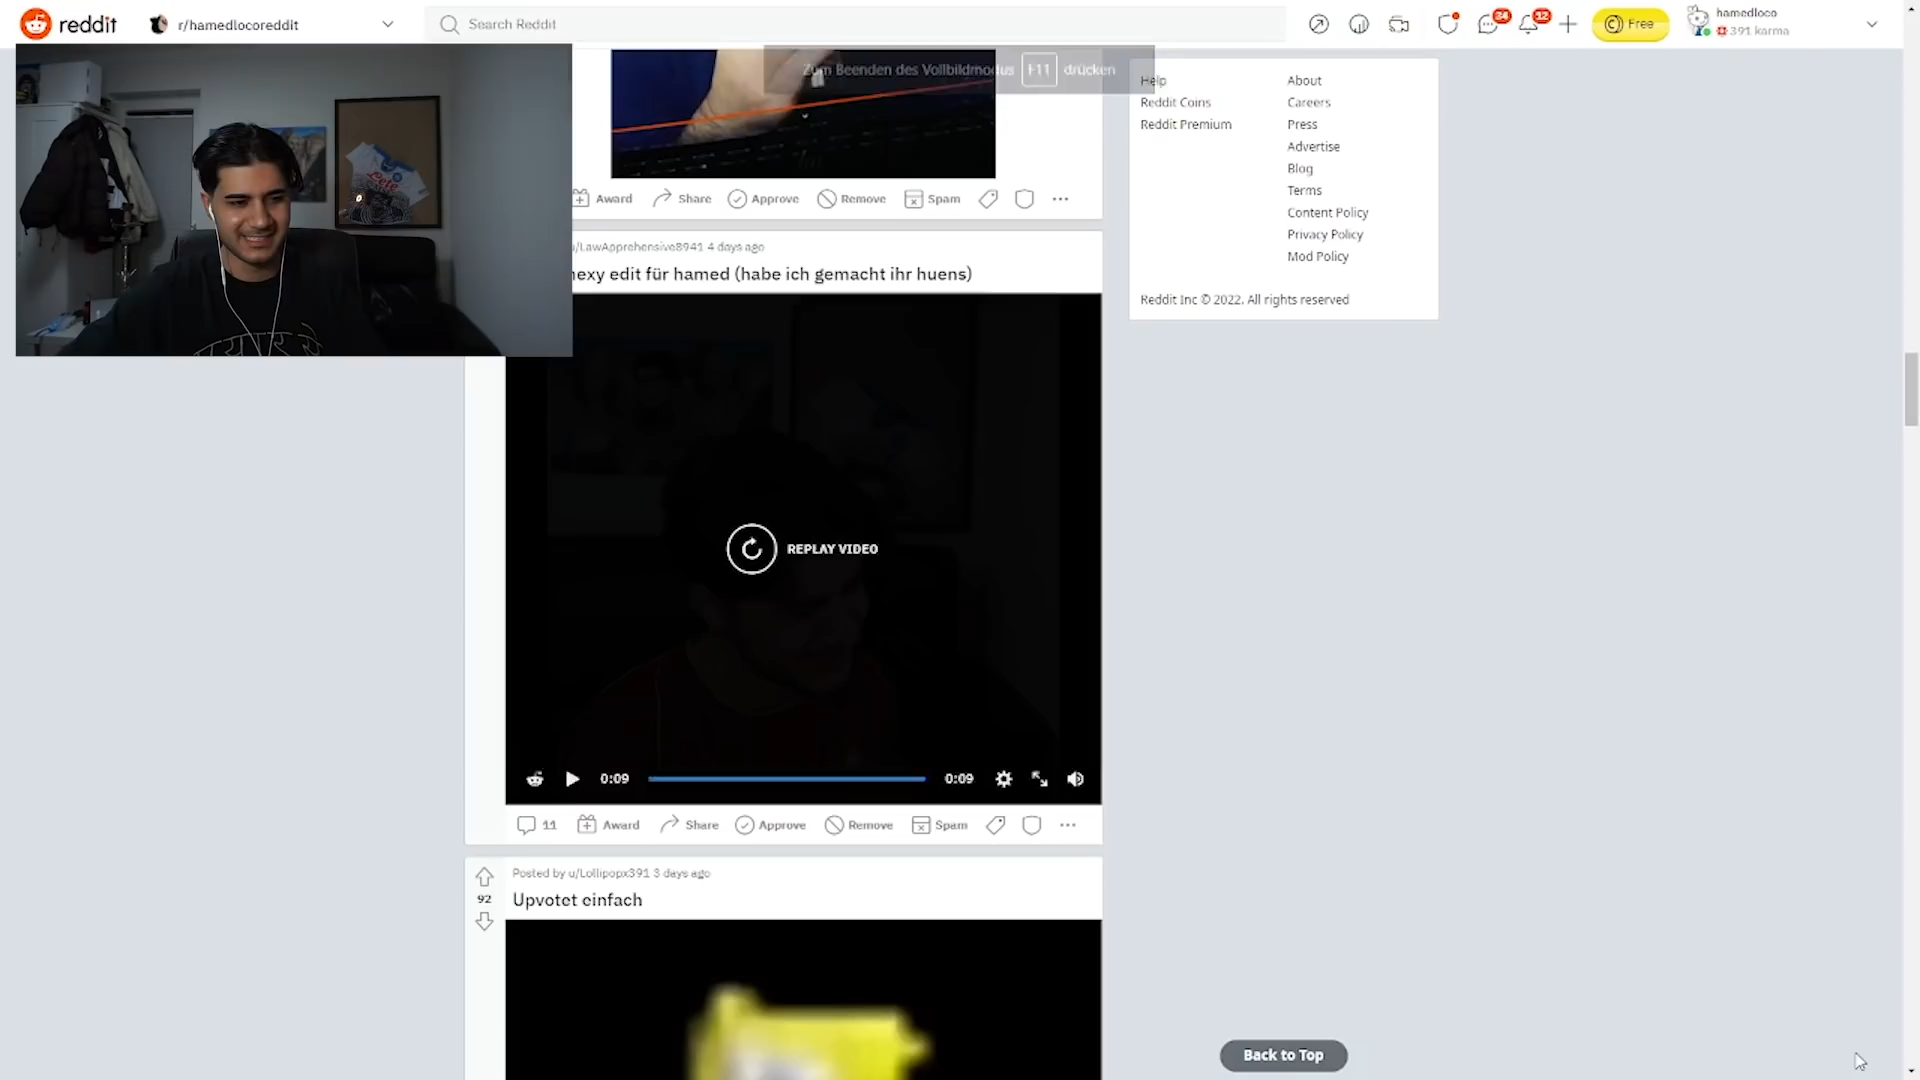 reddit
r/hamedlocoreddit
Search Reddit
24
12
Free
hamedloco
391 karma
Zum Beenden des Vollbildmodus F11 drücken
Help
About
Reddit Coins
Careers
Reddit Premium
Press
Advertise
Blog
Terms
Content Policy
Privacy Policy
Mod Policy
Reddit Inc © 2022. All rights reserved
Award
Share
Approve
Remove
Spam
u/LawApprehensive8941 4 days ago
hexy edit für hamed (habe ich gemacht ihr huens)
REPLAY VIDEO
0:09
0:09
11
Award
Share
Approve
Remove
Spam
Posted by u/Lollipopx391 3 days ago
92
Upvotet einfach
Back to Top